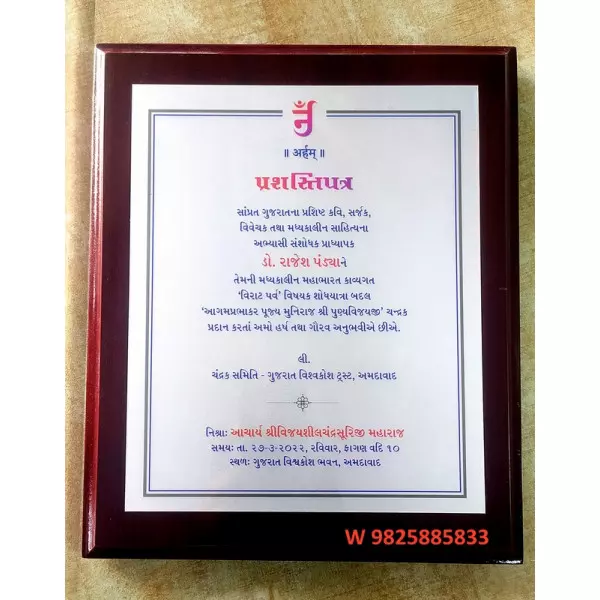 ॥ अर्हम् ॥
પ્રશસ્તિપત્ર
સાંપ્રત ગુજરાતના પ્રશિષ્ટ કવિ, સર્જક,
વિવેચક તથા મધ્યકાલીન સાહિત્યના
અભ્યાસી સંશોધક પ્રાધ્યાપક
ડો. રાજેશ પંડ્યાને
તેમની મધ્યકાલીન મહાભારત કાવ્યગત
‘વિરાટ પર્વ’ વિષયક શોધયાત્રા બદલ
‘આગમપ્રભાકર પૂજ્ય મુનિરાજ શ્રી પુણ્યવિજયજી’ ચન્દ્રક
પ્રદાન કરતાં અમો હર્ષ તથા ગૌરવ અનુભવીએ છીએ.
લી.
ચંદ્રક સમિતિ - ગુજરાત વિશ્વકોશ ટ્રસ્ટ, અમદાવાદ
નિશ્રા: આચાર્ય શ્રીવિજયશીલચંદ્રસૂરિજી મહારાજ
સમય: તા. ૨૭-૩-૨૦૨૨, રવિવાર, ફાગણ વદિ ૧૦
સ્થળ: ગુજરાત વિશ્વકોશ ભવન, અમદાવાદ
W 9825885833